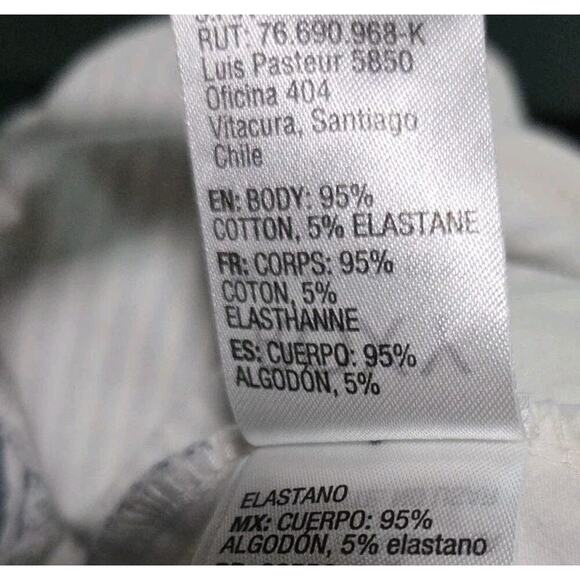 RUT: 76.690.968-K
Luis Pasteur 5850
Oficina 404
Vitacura, Santiago
Chile
EN: BODY: 95%
COTTON, 5% ELASTANE
FR: CORPS: 95%
COTON, 5%
ELASTHANNE
ES: CUERPO: 95%
ALGODÓN, 5%
ELASTANO
MX: CUERPO: 95%
ALGODÓN, 5% elastano